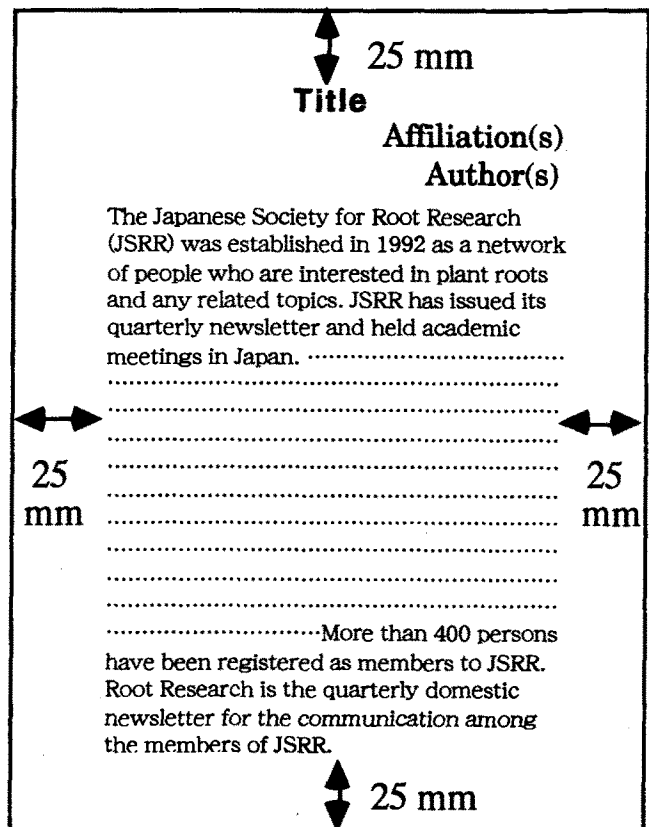 25 mm
Title
Affiliation(s)
Author(s)
The Japanese Society for Root Research
(JSRR) was established in 1992 as a network
of people who are interested in plant roots
and any related topics. JSRR has issued its
quarterly newsletter and held academic
meetings in Japan. ..................................
..............................................................
..............................................................
..............................................................
..............................................................
..............................................................
..............................................................
..............................................................
..............................................................
..............................................................
.............................More than 400 persons
have been registered as members to JSRR.
Root Research is the quarterly domestic
newsletter for the communication among
the members of JSRR.
25
mm
25
mm
25 mm